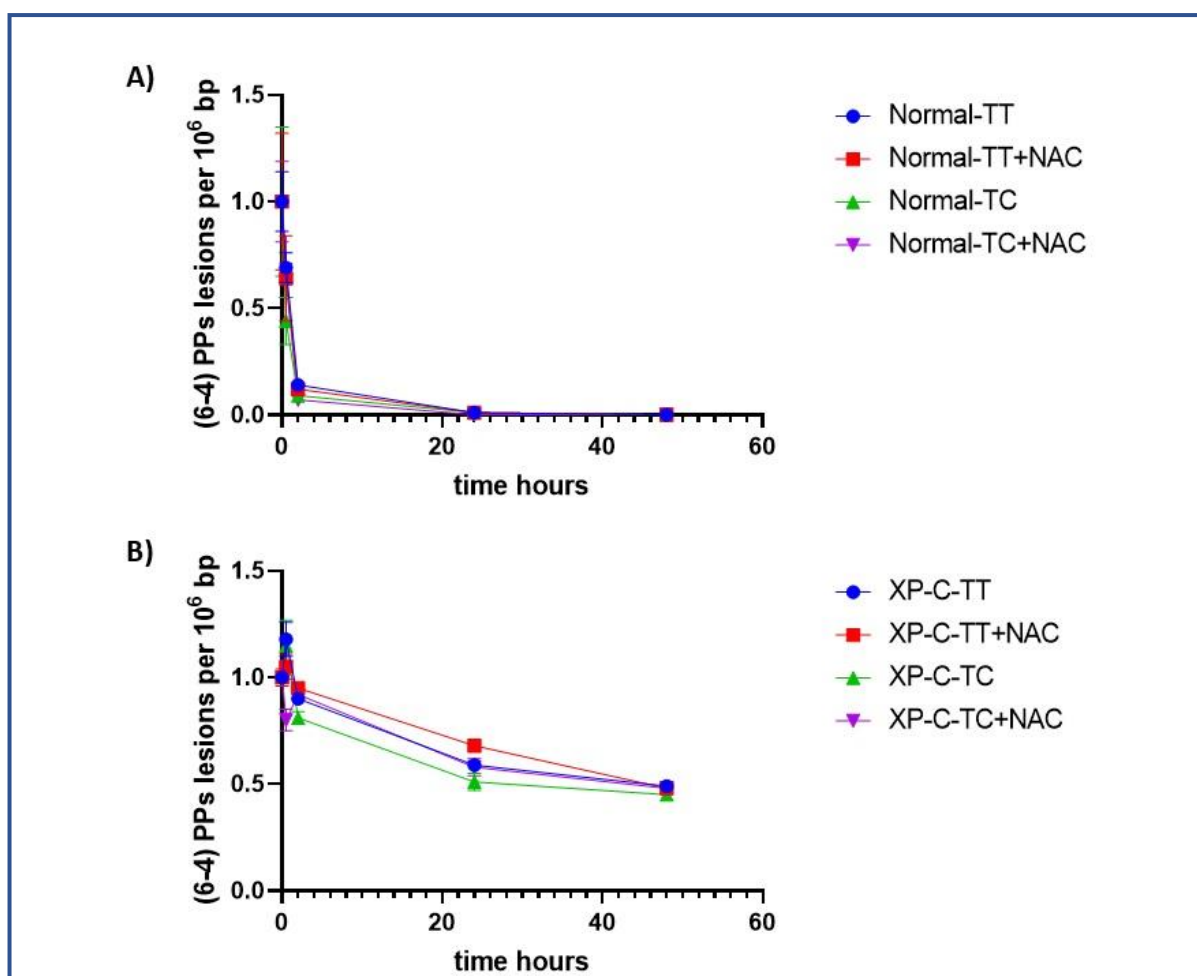 A)
(6-4) PPs lesions per 10⁶ bp
1.5
1.0
0.5
0.0
0 20 40 60
time hours
Normal-TT
Normal-TT+NAC
Normal-TC
Normal-TC+NAC
B)
(6-4) PPs lesions per 10⁶ bp
1.5
1.0
0.5
0.0
0 20 40 60
time hours
XP-C-TT
XP-C-TT+NAC
XP-C-TC
XP-C-TC+NAC